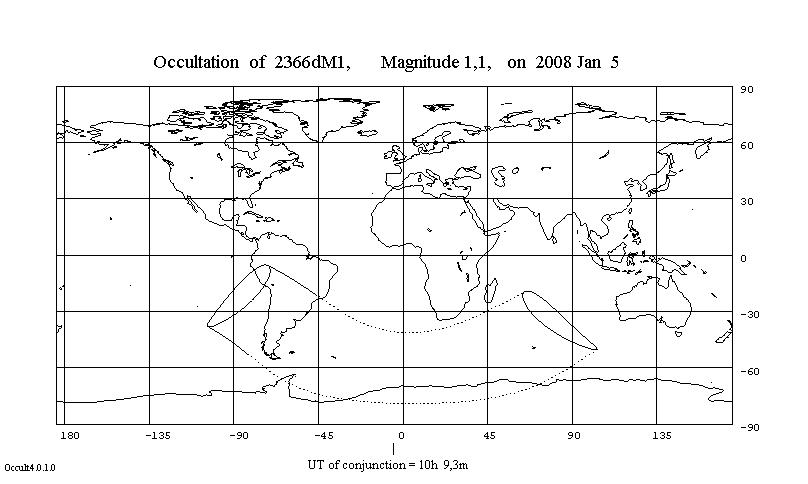 Occultation of 2366dM1, Magnitude 1,1, on 2008 Jan 5
90
60
30
0
-30
-60
-90
180 -135 -90 -45 0 45 90 135
UT of conjunction = 10h 9,3m
Occult4.0.1.0